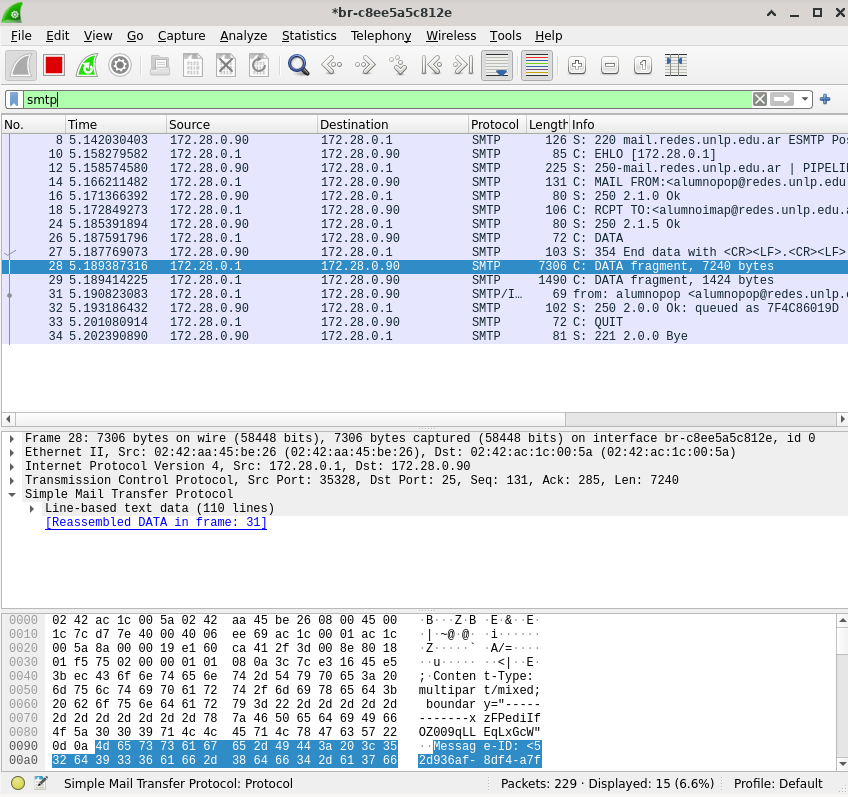 *br-c8ee5a5c812e
File Edit View Go Capture Analyze Statistics Telephony Wireless Tools Help
smtp
No. Time Source Destination Protocol Length Info
8 5.142030403 172.28.0.90 172.28.0.1 SMTP 126 S: 220 mail.redes.unlp.edu.ar ESMTP Pos
10 5.158279582 172.28.0.1 172.28.0.90 SMTP 85 C: EHLO [172.28.0.1]
12 5.158574580 172.28.0.90 172.28.0.1 SMTP 225 S: 250-mail.redes.unlp.edu.ar | PIPELI
14 5.166211482 172.28.0.1 172.28.0.90 SMTP 131 C: MAIL FROM:<alumnopop@redes.unlp.edu
16 5.171366392 172.28.0.90 172.28.0.1 SMTP 80 S: 250 2.1.0 Ok
18 5.172849273 172.28.0.1 172.28.0.90 SMTP 106 C: RCPT TO:<alumnoimap@redes.unlp.edu.a
24 5.185391894 172.28.0.90 172.28.0.1 SMTP 80 S: 250 2.1.5 Ok
26 5.187591796 172.28.0.1 172.28.0.90 SMTP 72 C: DATA
27 5.187769073 172.28.0.90 172.28.0.1 SMTP 103 S: 354 End data with <CR><LF>.<CR><LF>
28 5.189387316 172.28.0.1 172.28.0.90 SMTP 7306 C: DATA fragment, 7240 bytes
29 5.189414225 172.28.0.1 172.28.0.90 SMTP 1490 C: DATA fragment, 1424 bytes
31 5.190823083 172.28.0.1 172.28.0.90 SMTP/I… 69 from: alumnopop <alumnopop@redes.unlp.e
32 5.193186432 172.28.0.90 172.28.0.1 SMTP 102 S: 250 2.0.0 Ok: queued as 7F4C86019D
33 5.201080914 172.28.0.1 172.28.0.90 SMTP 72 C: QUIT
34 5.202390890 172.28.0.90 172.28.0.1 SMTP 81 S: 221 2.0.0 Bye
Frame 28: 7306 bytes on wire (58448 bits), 7306 bytes captured (58448 bits) on interface br-c8ee5a5c812e, id 0
Ethernet II, Src: 02:42:aa:45:be:26 (02:42:aa:45:be:26), Dst: 02:42:ac:1c:00:5a (02:42:ac:1c:00:5a)
Internet Protocol Version 4, Src: 172.28.0.1, Dst: 172.28.0.90
Transmission Control Protocol, Src Port: 35328, Dst Port: 25, Seq: 131, Ack: 285, Len: 7240
Simple Mail Transfer Protocol
Line-based text data (110 lines)
[Reassembled DATA in frame: 31]
0000 02 42 ac 1c 00 5a 02 42 aa 45 be 26 08 00 45 00 ·B···Z·B ·E·&··E·
0010 1c 7c d7 7e 40 00 40 06 ee 69 ac 1c 00 01 ac 1c ·|·~@·@· ·i······
0020 00 5a 8a 00 00 19 e1 60 ca 41 2f 3d 00 8e 80 18 ·Z·····` ·A/=····
0030 01 f5 75 02 00 00 01 01 08 0a 3c 7c e3 16 45 e5 ··u····· ··<|··E·
0040 3b ec 43 6f 6e 74 65 6e 74 2d 54 79 70 65 3a 20 ;·Conten t-Type:
0050 6d 75 6c 74 69 70 61 72 74 2f 6d 69 78 65 64 3b multipar t/mixed;
0060 20 62 6f 75 6e 64 61 72 79 3d 22 2d 2d 2d 2d 2d boundar y="-----
0070 2d 2d 2d 2d 2d 2d 2d 78 7a 46 50 65 64 69 49 66 -------x zFPediIf
0080 4f 5a 30 30 39 71 4c 4c 45 71 4c 78 47 63 57 22 OZ009qLL EqLxGcW"
0090 0d 0a 4d 65 73 73 61 67 65 2d 49 44 3a 20 3c 35 ··Messag e-ID: <5
00a0 32 64 39 33 36 61 66 2d 38 64 66 34 2d 61 37 66 2d936af- 8df4-a7f
Simple Mail Transfer Protocol: Protocol Packets: 229 · Displayed: 15 (6.6%) Profile: Default